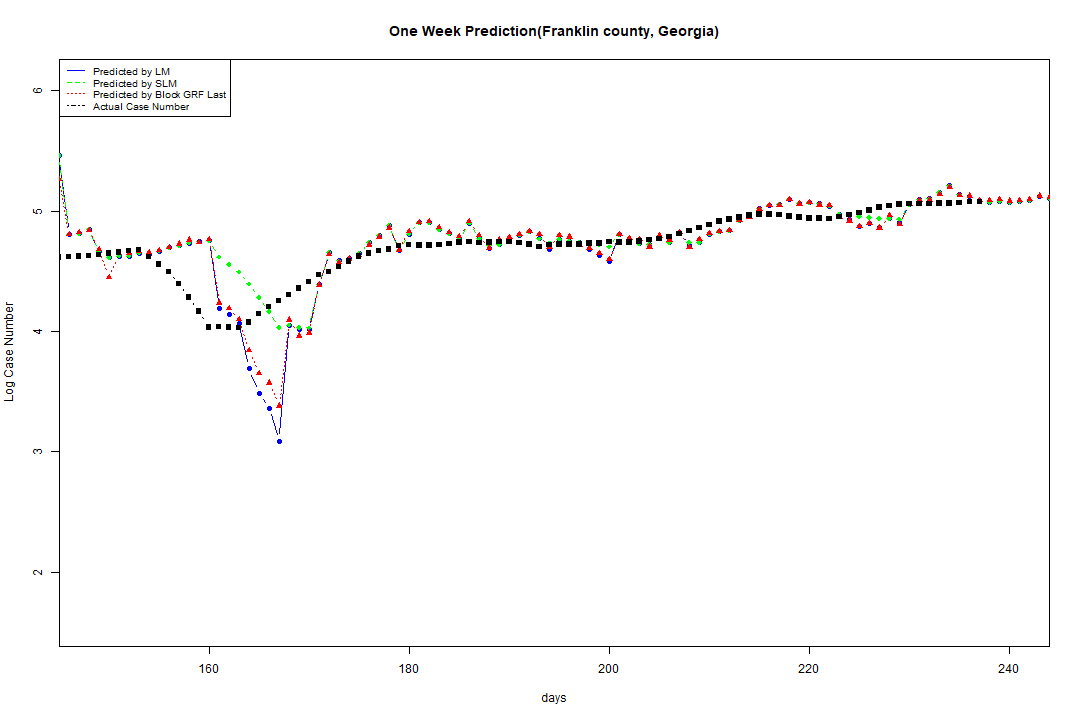 One Week Prediction(Franklin county, Georgia)
Predicted by LM
Predicted by SLM
Predicted by Block GRF Last
Actual Case Number
6
5
4
3
2
Log Case Number
160 180 200 220 240
days